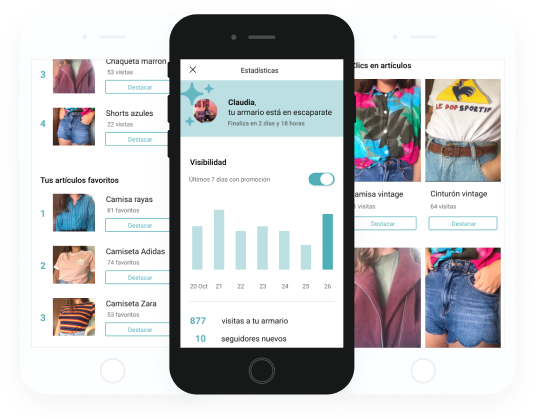 Chaqueta marrón
3
53 visitas
Destacar
Shorts azules
4
22 visitas
Destacar
Tus artículos favoritos
Camisa rayas
1
81 favoritos
Destacar
Camiseta Adidas
2
74 favoritos
Destacar
Camiseta Zara
3
53 favoritos
Destacar
Estadísticas
Claudia,
tu armario está en escaparate
Finaliza en 2 días y 18 horas
Visibilidad
Últimos 7 días con promoción
20 Oct 21 22 23 24 25 26
877 visitas a tu armario
10 seguidores nuevos
Clics en artículos
LE POP SPORTIF
amisa vintage
visitas
Destacar
Cinturón vintage
64 visitas
Destacar